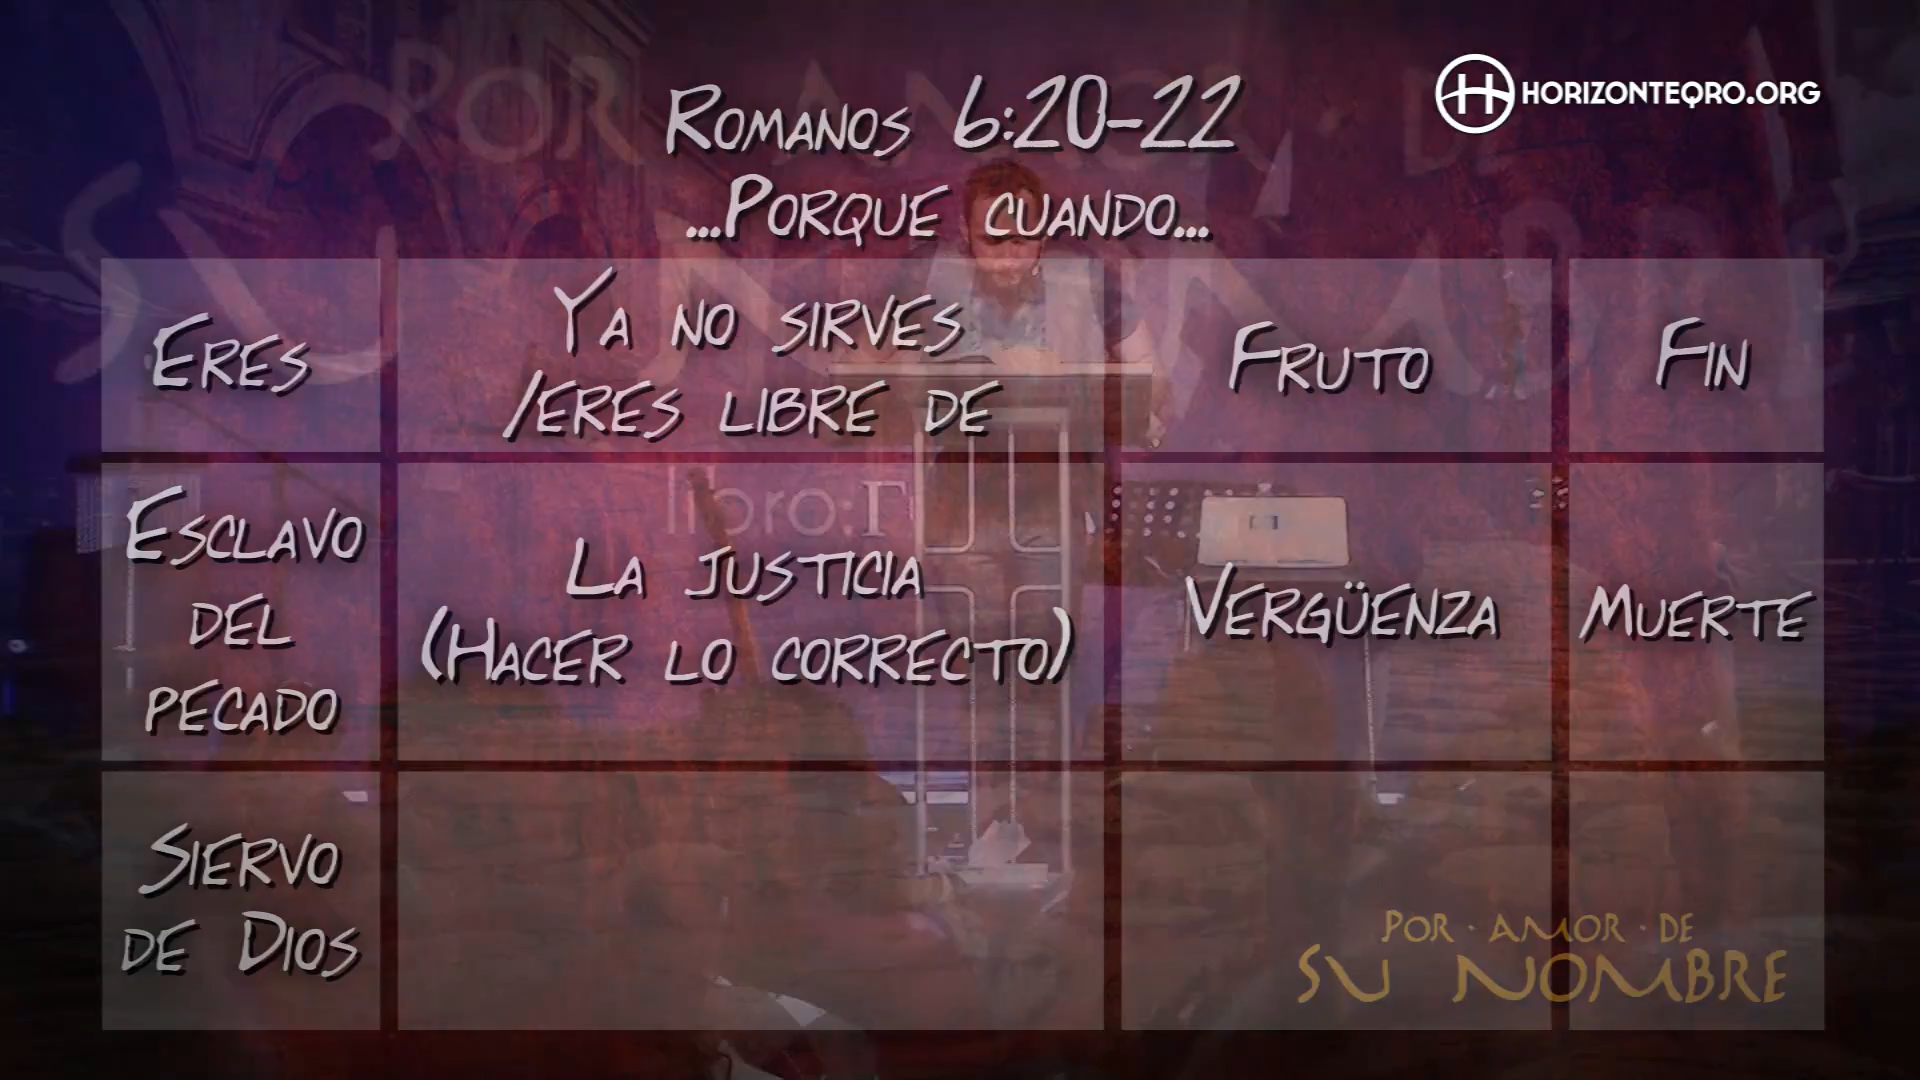 HORIZONTEQRO.ORG
Romanos 6:20-22
...Porque cuando...
Eres
Ya no sirves
/eres libre de
Fruto
Fin
Esclavo
del
pecado
La justicia
(Hacer lo correcto)
Vergüenza
Muerte
Siervo
de Dios
POR · AMOR · DE
SU NOMBRE